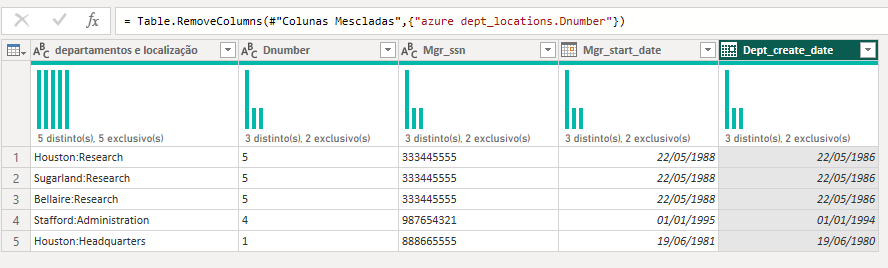 fx = Table.RemoveColumns(#"Colunas Mescladas",{"azure dept_locations.Dnumber"})
ABC departamentos e localização ABC Dnumber ABC Mgr_ssn Mgr_start_date Dept_create_date
5 distinto(s), 5 exclusivo(s) 3 distinto(s), 2 exclusivo(s) 3 distinto(s), 2 exclusivo(s) 3 distinto(s), 2 exclusivo(s) 3 distinto(s), 2 exclusivo(s)
1 Houston:Research 5 333445555 22/05/1988 22/05/1986
2 Sugarland:Research 5 333445555 22/05/1988 22/05/1986
3 Bellaire:Research 5 333445555 22/05/1988 22/05/1986
4 Stafford:Administration 4 987654321 01/01/1995 01/01/1994
5 Houston:Headquarters 1 888665555 19/06/1981 19/06/1980